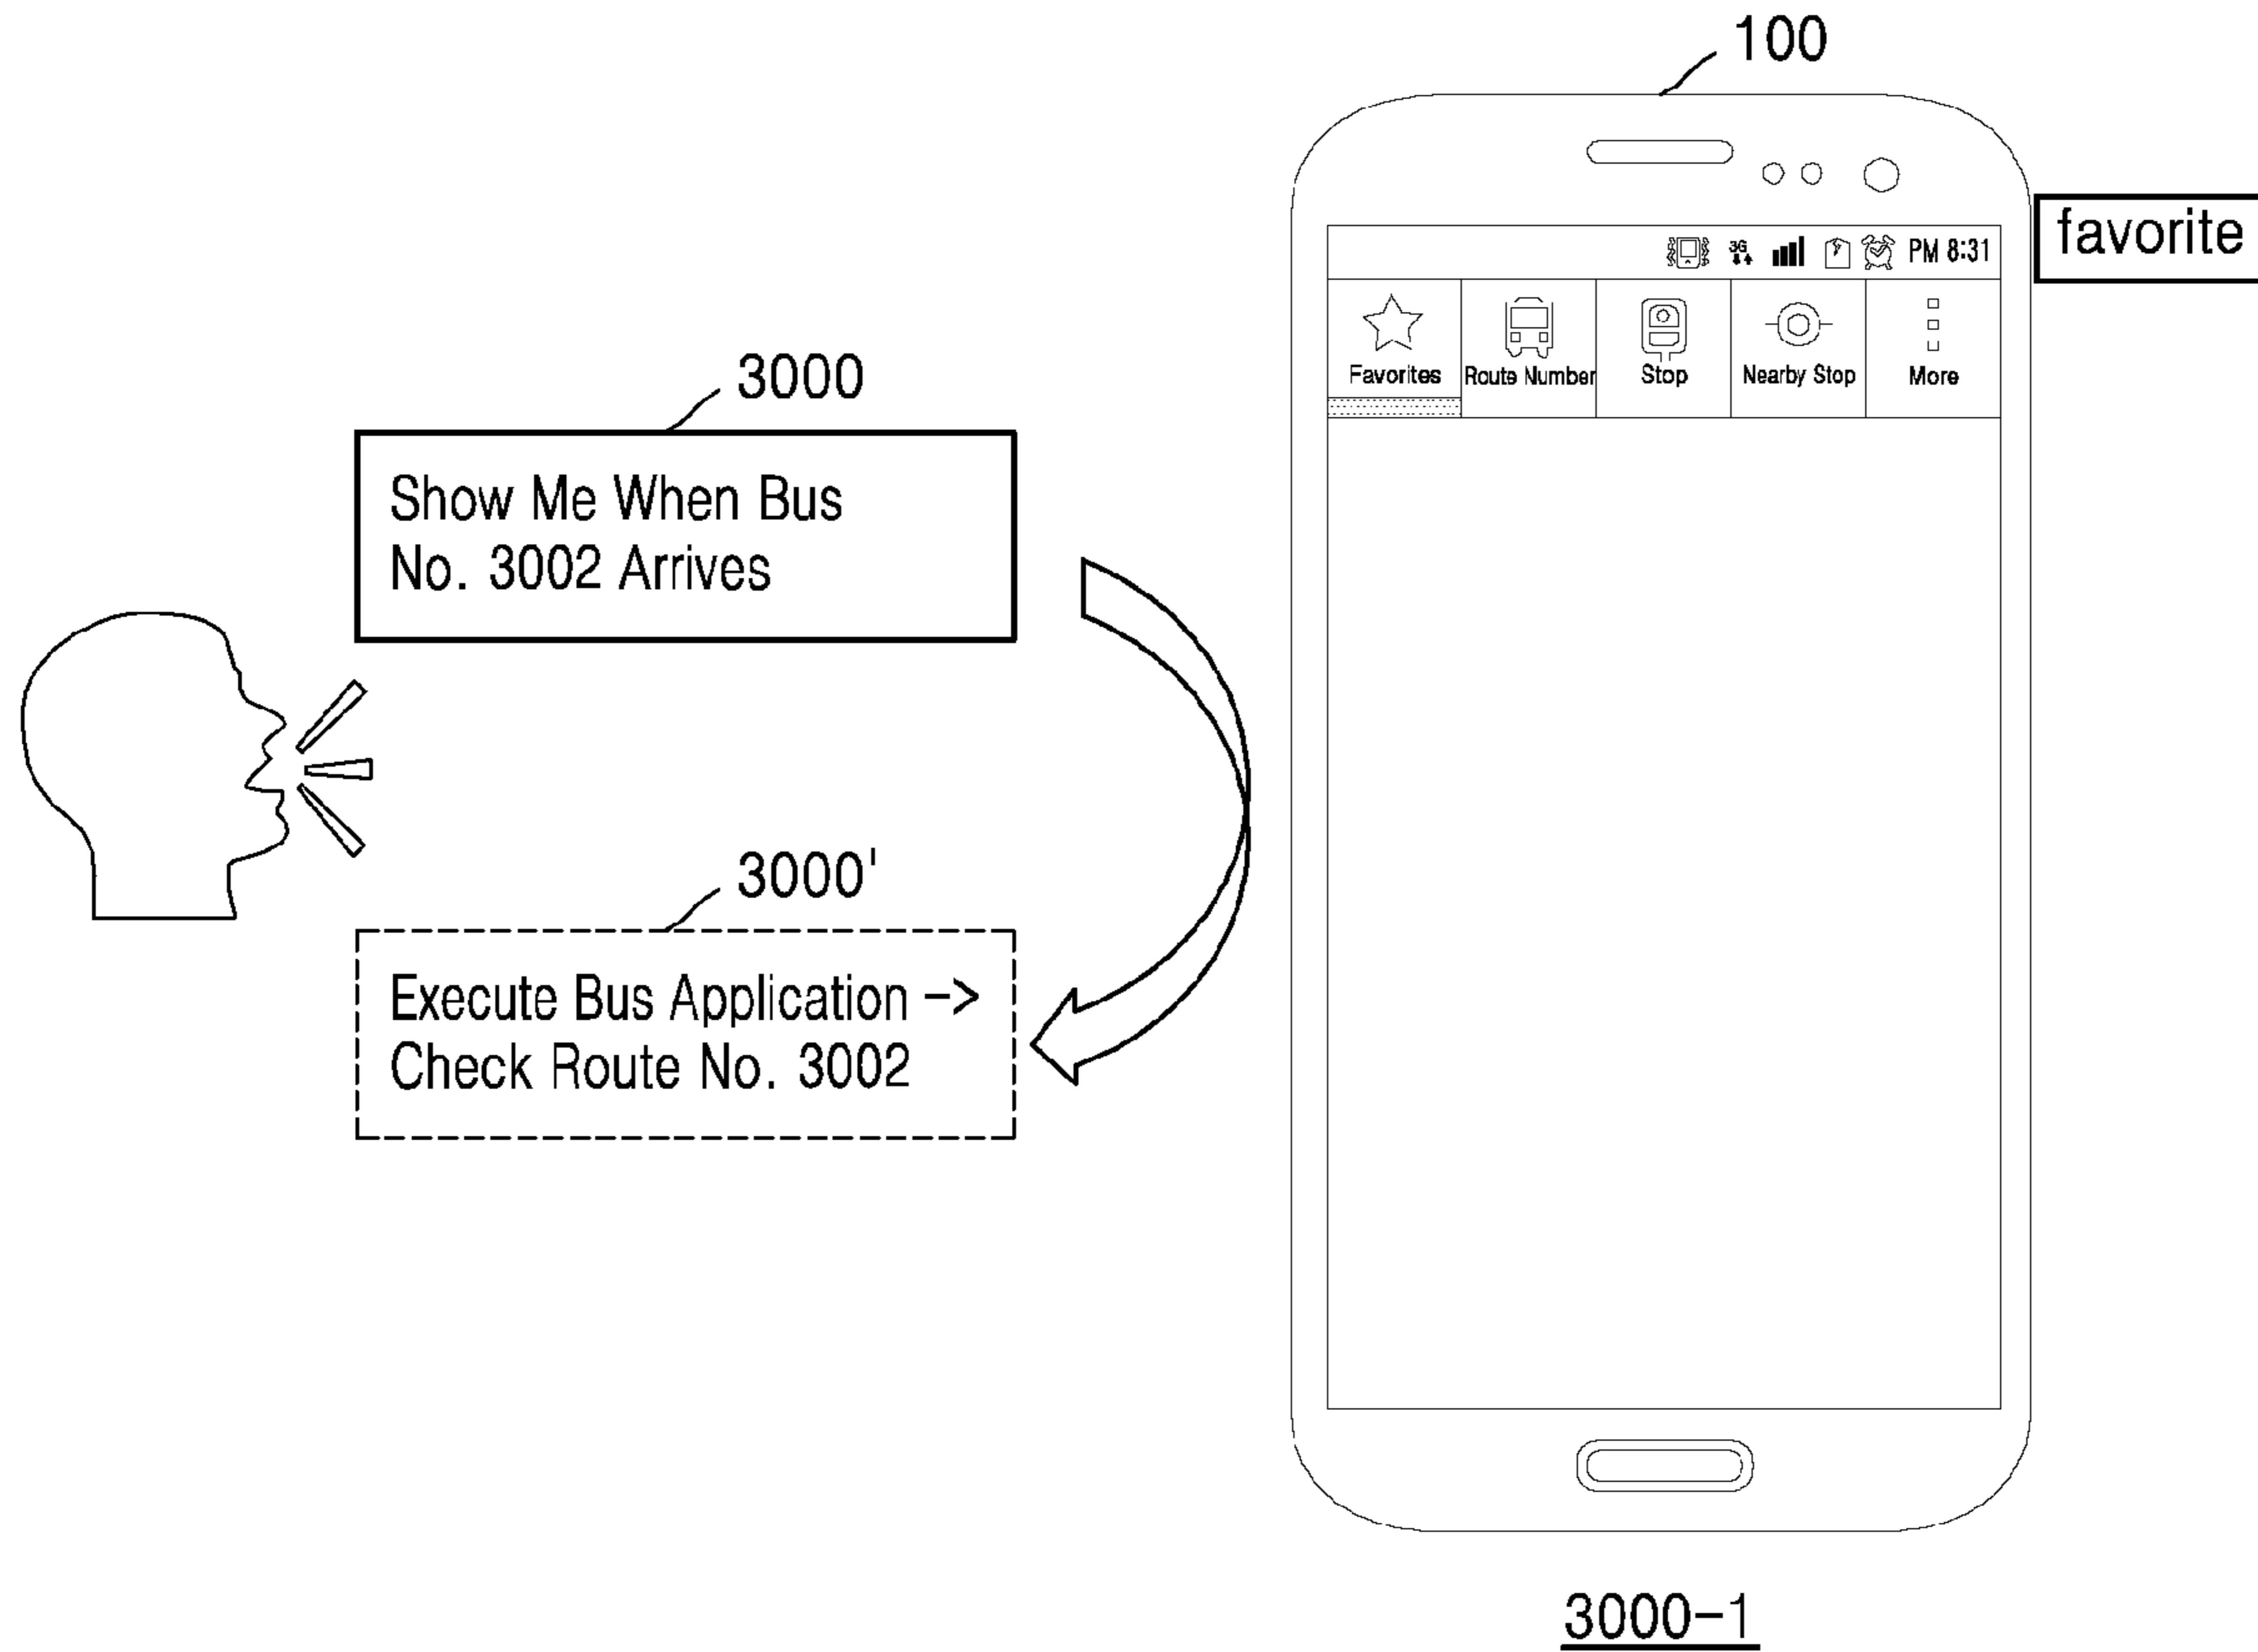 100
favorite
3G
PM 8:31
Favorites
Route Number
Stop
Nearby Stop
More
3000
Show Me When Bus
No. 3002 Arrives
3000'
Execute Bus Application ->
Check Route No. 3002
3000-1